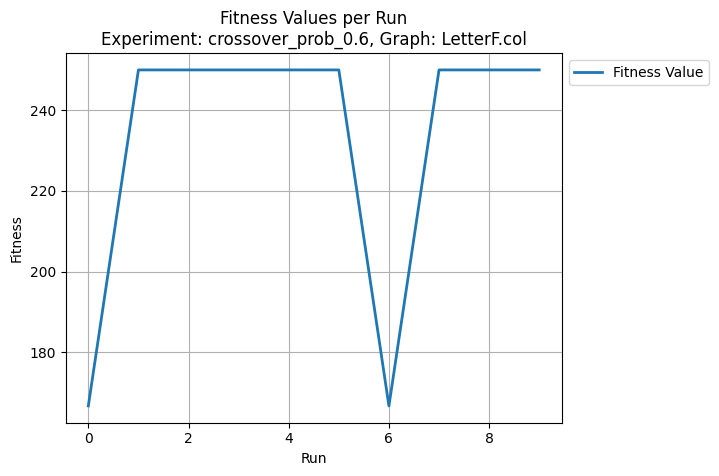 Fitness Values per Run
Experiment: crossover_prob_0.6, Graph: LetterF.col
Fitness Value
240
220
200
180
Fitness
0 2 4 6 8
Run